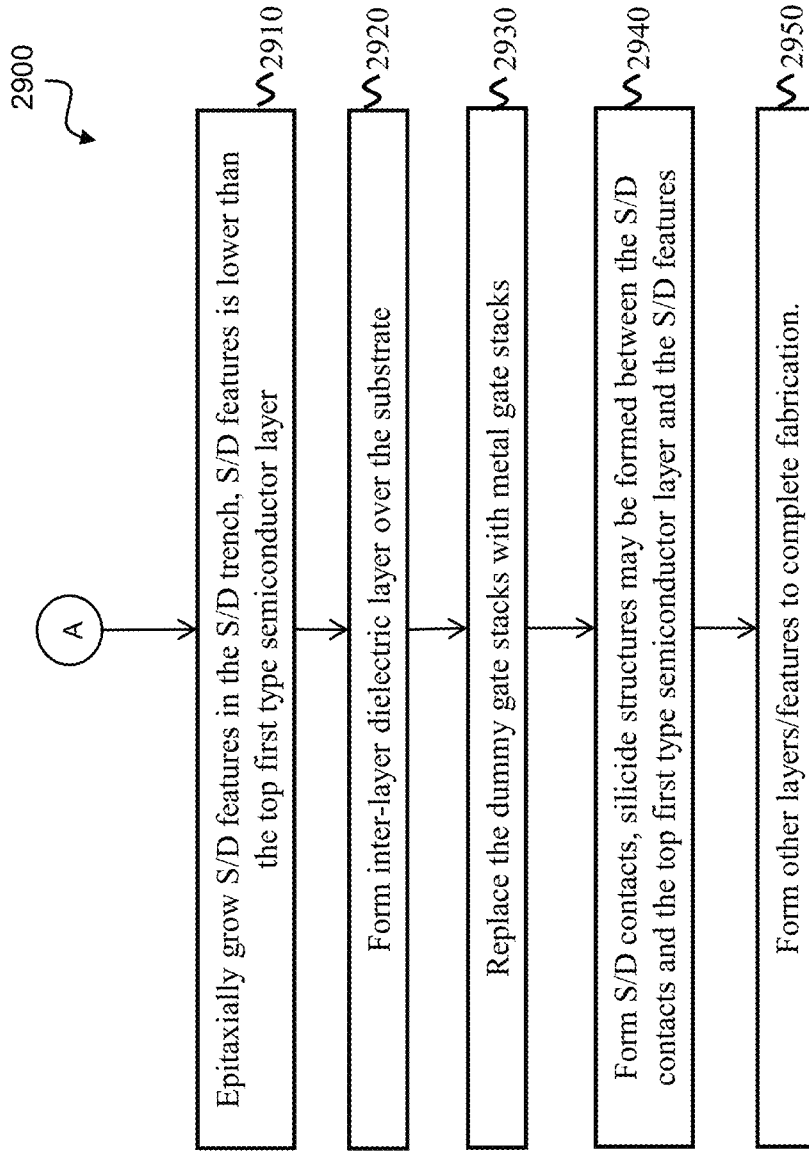 2900
A
Epitaxially grow S/D features in the S/D trench, S/D features is lower than
the top first type semiconductor layer
2910
Form inter-layer dielectric layer over the substrate
2920
Replace the dummy gate stacks with metal gate stacks
2930
Form S/D contacts, silicide structures may be formed between the S/D
contacts and the top first type semiconductor layer and the S/D features
2940
Form other layers/features to complete fabrication.
2950